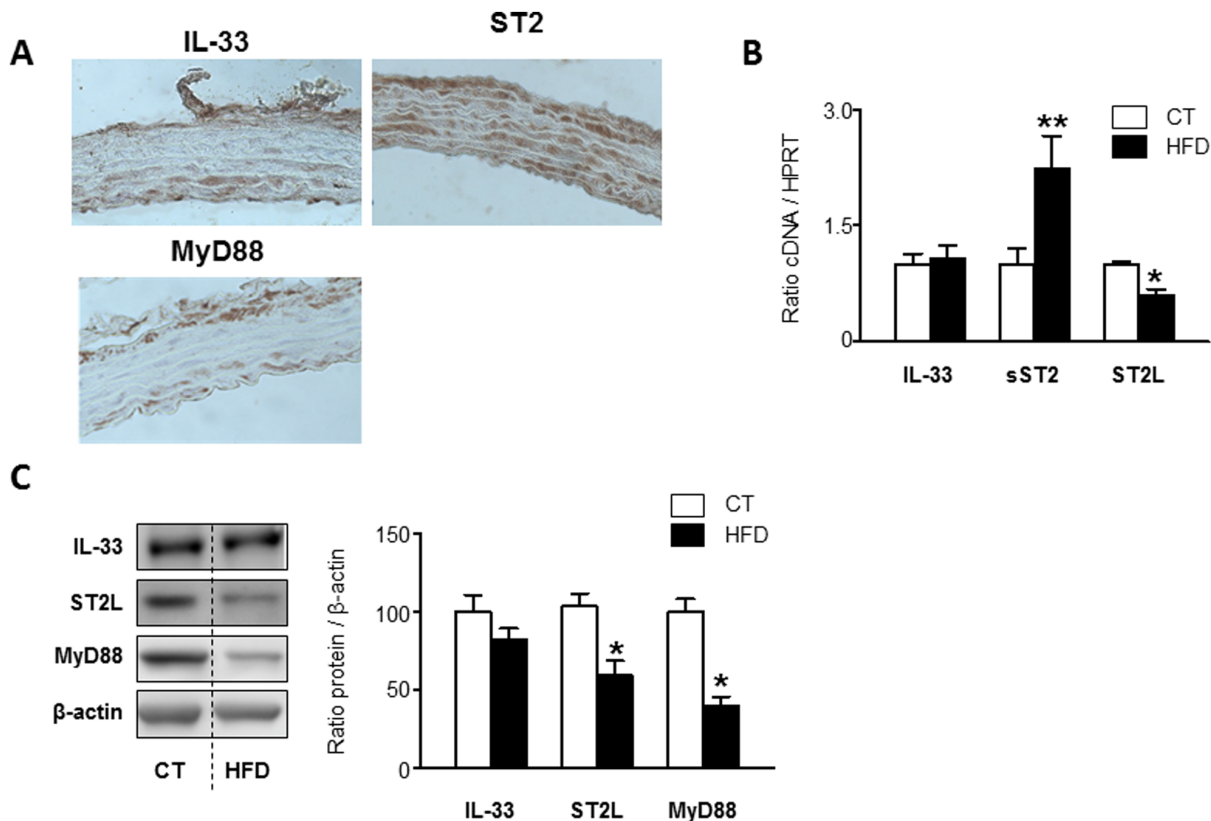 A
IL-33
ST2
MyD88
B
Ratio cDNA / HPRT
3.0
1.5
0
CT
HFD
**
*
IL-33 sST2 ST2L
C
IL-33
ST2L
MyD88
β-actin
CT HFD
Ratio protein / β-actin
150
100
50
0
CT
HFD
*
*
IL-33 ST2L MyD88